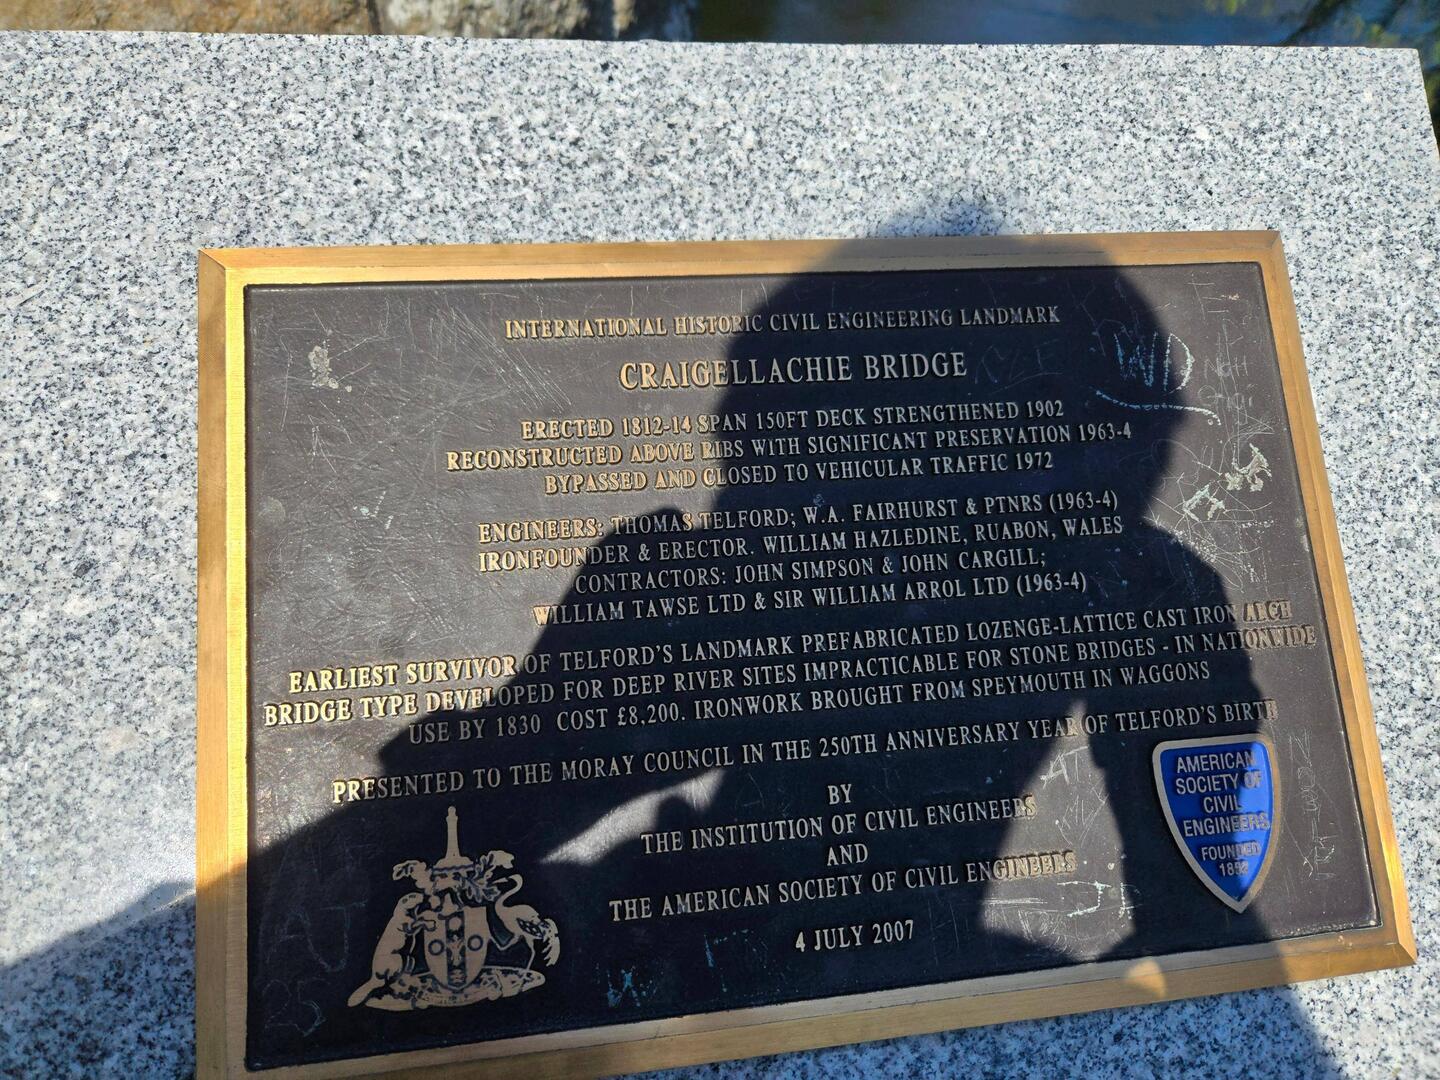 INTERNATIONAL HISTORIC CIVIL ENGINEERING LANDMARK
CRAIGELLACHIE BRIDGE
ERECTED 1812-14 SPAN 150FT DECK STRENGTHENED 1902
RECONSTRUCTED ABOVE RIBS WITH SIGNIFICANT PRESERVATION 1963-4
BYPASSED AND CLOSED TO VEHICULAR TRAFFIC 1972
ENGINEERS: THOMAS TELFORD; W.A. FAIRHURST & PTNRS (1963-4)
IRONFOUNDER & ERECTOR. WILLIAM HAZLEDINE, RUABON, WALES
CONTRACTORS: JOHN SIMPSON & JOHN CARGILL;
WILLIAM TAWSE LTD & SIR WILLIAM ARROL LTD (1963-4)
EARLIEST SURVIVOR OF TELFORD'S LANDMARK PREFABRICATED LOZENGE-LATTICE CAST IRON ARCH
BRIDGE TYPE DEVELOPED FOR DEEP RIVER SITES IMPRACTICABLE FOR STONE BRIDGES - IN NATIONWIDE
USE BY 1830 COST £8,200. IRONWORK BROUGHT FROM SPEYMOUTH IN WAGGONS
PRESENTED TO THE MORAY COUNCIL IN THE 250TH ANNIVERSARY YEAR OF TELFORD'S BIRTH
BY
THE INSTITUTION OF CIVIL ENGINEERS
AND
THE AMERICAN SOCIETY OF CIVIL ENGINEERS
4 JULY 2007
AMERICAN
SOCIETY OF
CIVIL
ENGINEERS
FOUNDED
1852